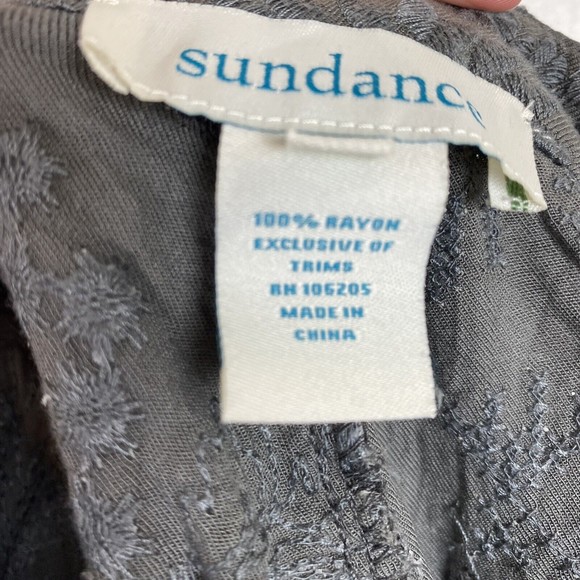 sundance
100% RAYON
EXCLUSIVE OF
TRIMS
RN 106205
MADE IN
CHINA